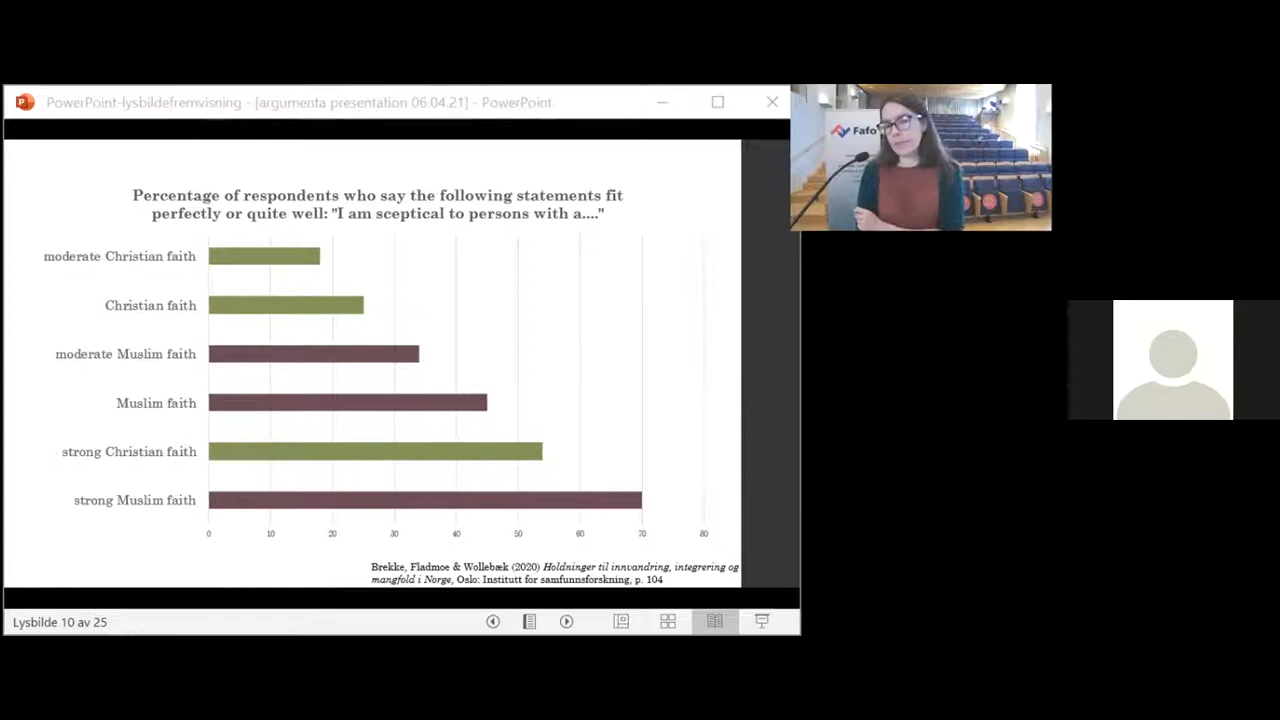 PowerPoint-lysbildefremvisning - [argumenta presentation 06.04.21] - PowerPoint
Fafo
Percentage of respondents who say the following statements fit
perfectly or quite well: "I am sceptical to persons with a...."
moderate Christian faith
Christian faith
moderate Muslim faith
Muslim faith
strong Christian faith
strong Muslim faith
0 10 20 30 40 50 60 70 80
Brekke, Fladmoe & Wollebæk (2020) Holdninger til innvandring, integrering og
mangfold i Norge, Oslo: Institutt for samfunnsforskning, p. 104
Lysbilde 10 av 25